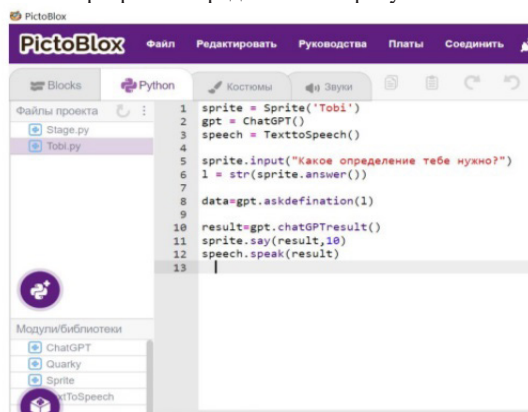 PictoBlox
PictoBlox Файл Редактировать Руководства Платы Соединить
Blocks Python Костюмы Звуки
Файлы проекта
Stage.py
Tobi.py
1 sprite = Sprite('Tobi')
2 gpt = ChatGPT()
3 speech = TexttoSpeech()
4
5 sprite.input("Какое определение тебе нужно?")
6 l = str(sprite.answer())
7
8 data=gpt.askdefination(l)
9
10 result=gpt.chatGPTresult()
11 sprite.say(result,10)
12 speech.speak(result)
13
Модули/библиотеки
ChatGPT
Quarky
Sprite
xtToSpeech